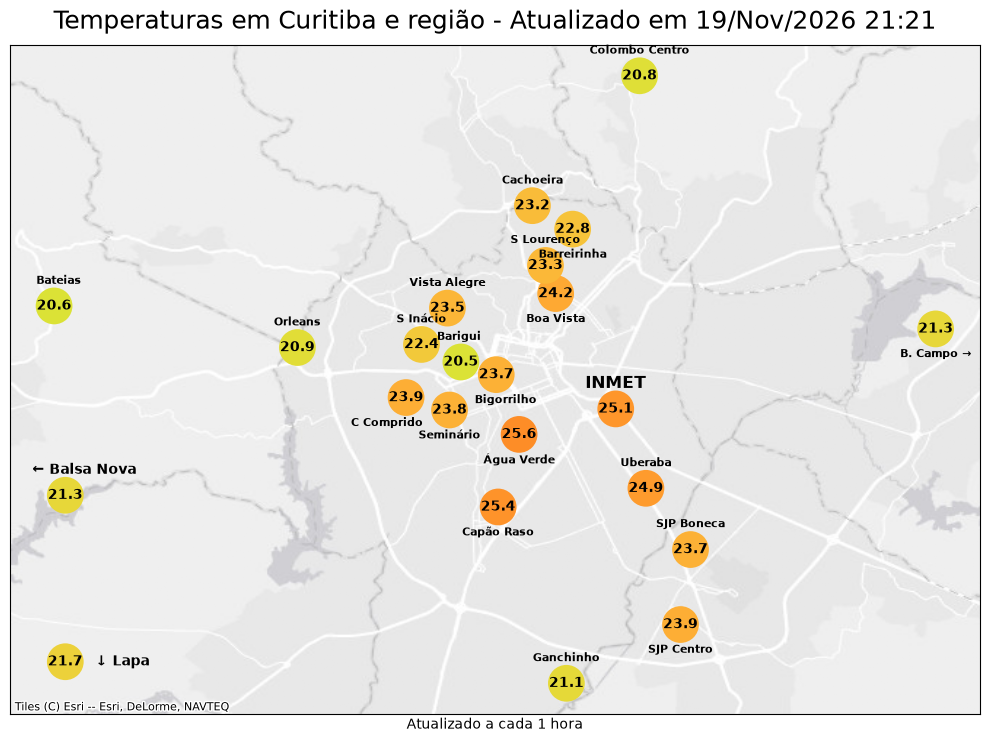 Temperaturas em Curitiba e região - Atualizado em 19/Nov/2026 21:21
Colombo Centro
20.8
Cachoeira
23.2
22.8
S Lourenço
Barreirinha
23.3
Bateias
20.6
Vista Alegre
23.5
24.2
Boa Vista
Orleans
20.9
S Inácio
22.4
Barigui
20.5
21.3
B. Campo →
23.7
Bigorrilho
INMET
25.1
23.9
C Comprido
23.8
Seminário
25.6
Água Verde
← Balsa Nova
21.3
Uberaba
24.9
25.4
Capão Raso
SJP Boneca
23.7
23.9
SJP Centro
21.7 ↓ Lapa
Ganchinho
21.1
Tiles (C) Esri -- Esri, DeLorme, NAVTEQ
Atualizado a cada 1 hora